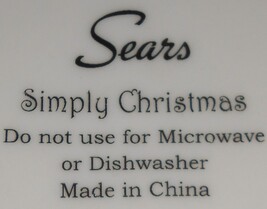 Sears
Simply Christmas
Do not use for Microwave
or Dishwasher
Made in China